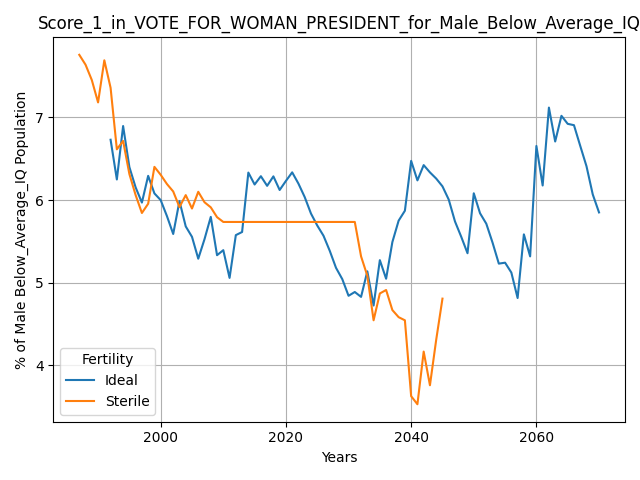 Score_1_in_VOTE_FOR_WOMAN_PRESIDENT_for_Male_Below_Average_IQ
% of Male Below_Average_IQ Population
7
6
5
4
Fertility
Ideal
Sterile
2000 2020 2040 2060
Years